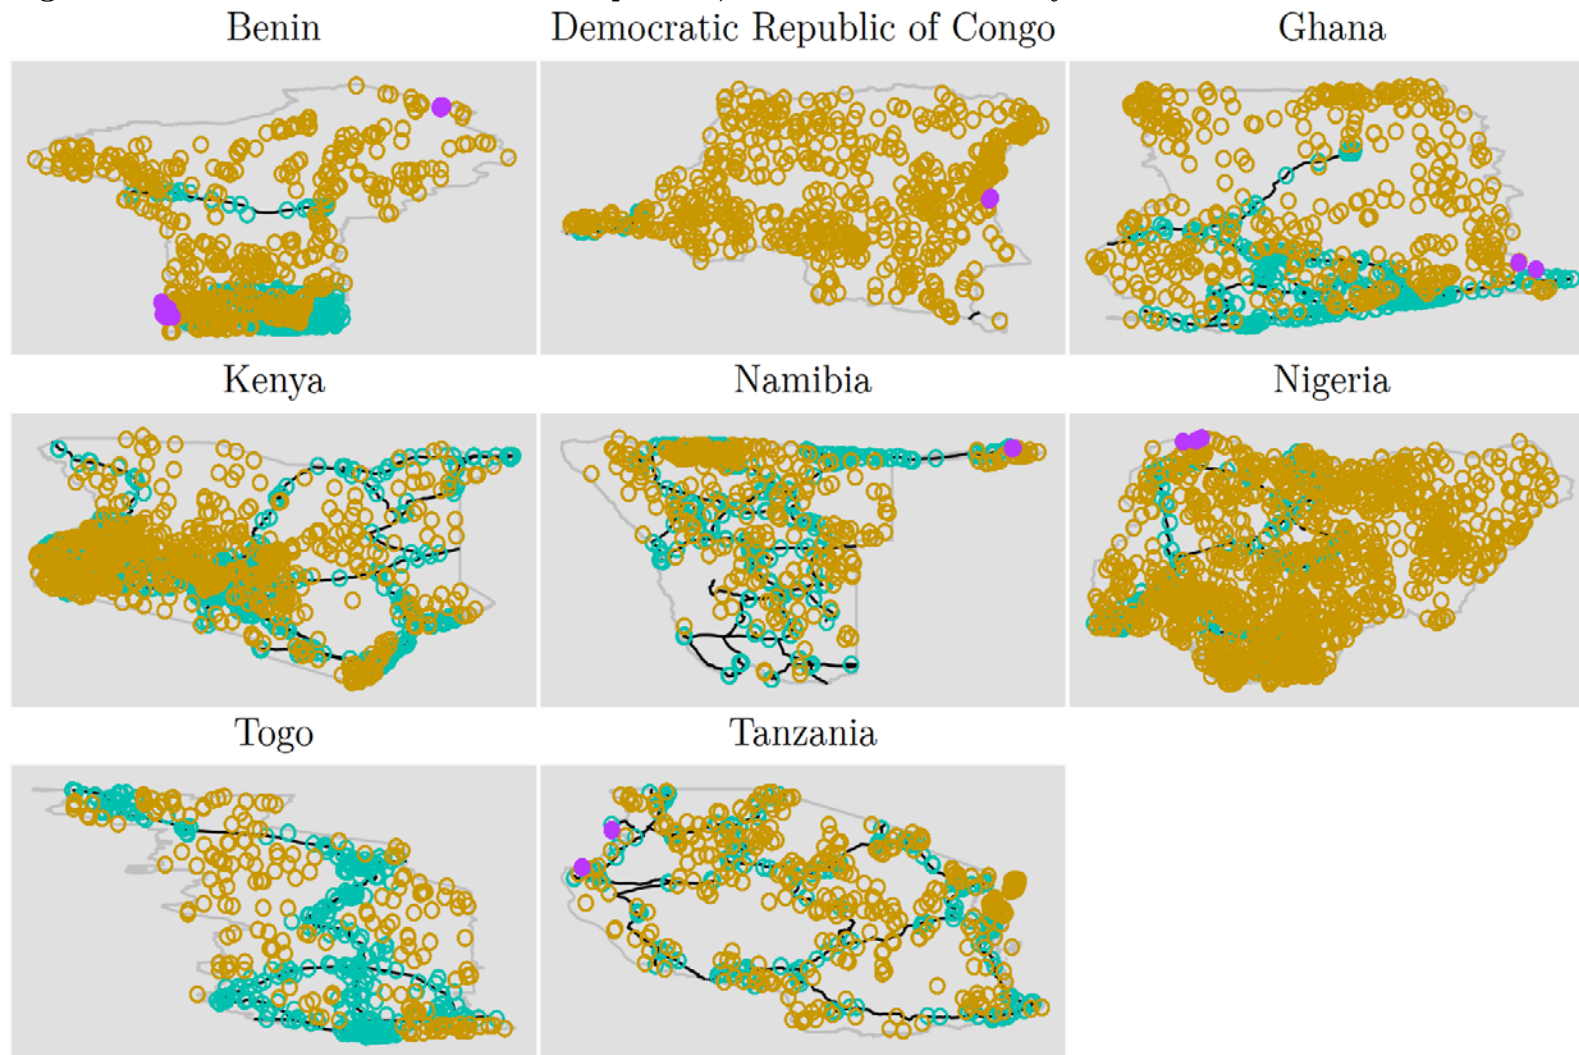 Benin
Democratic Republic of Congo
Ghana
Kenya
Namibia
Nigeria
Togo
Tanzania